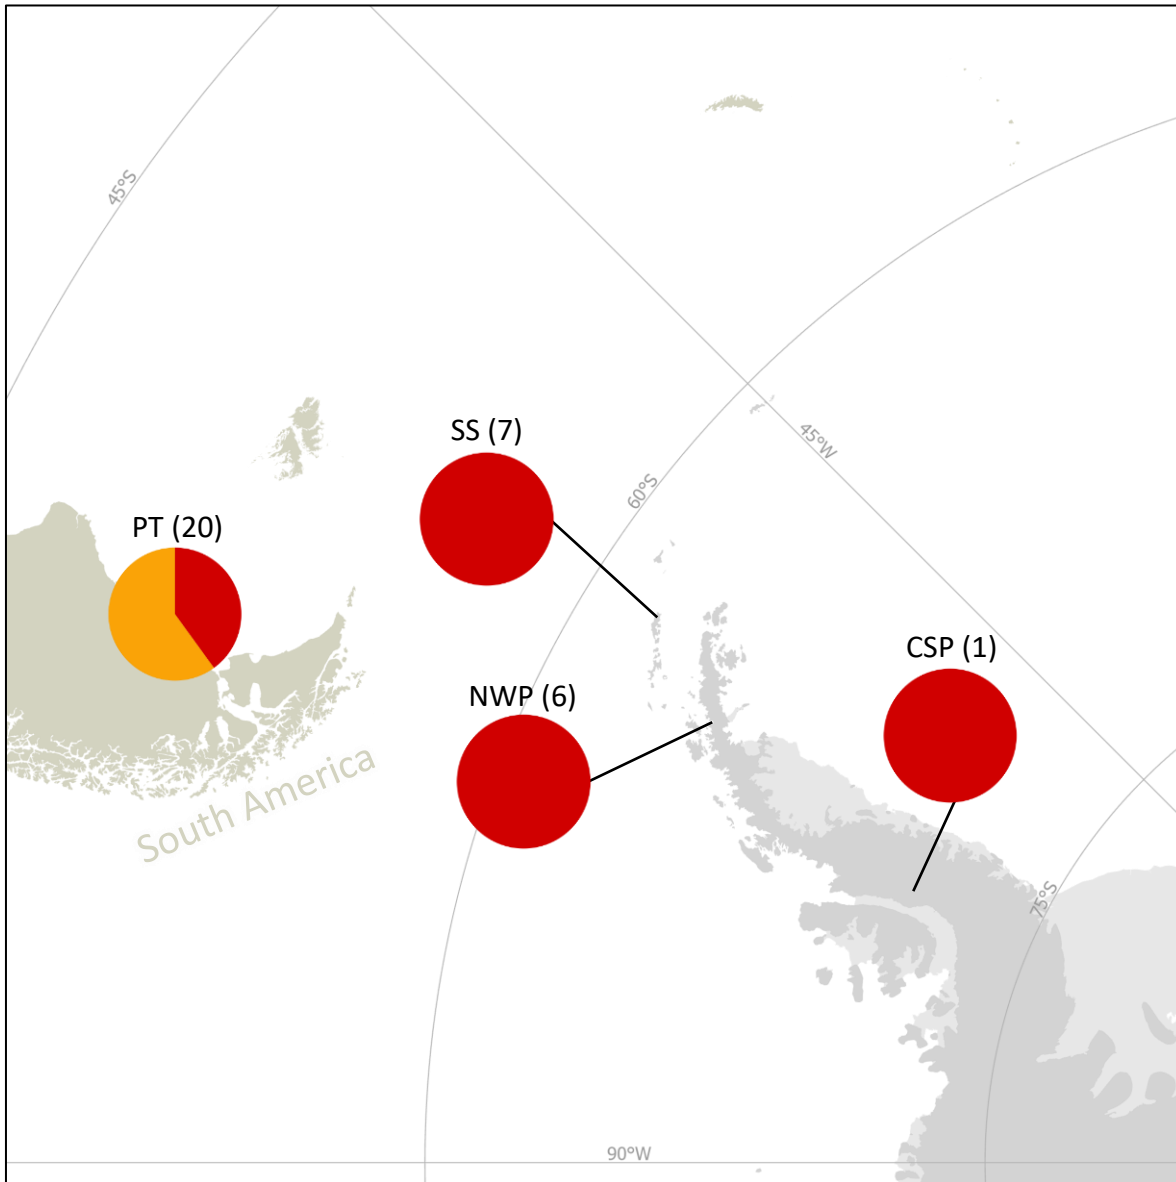 45°S
SS (7)
45°W
60°S
PT (20)
CSP (1)
NWP (6)
South America
75°S
90°W